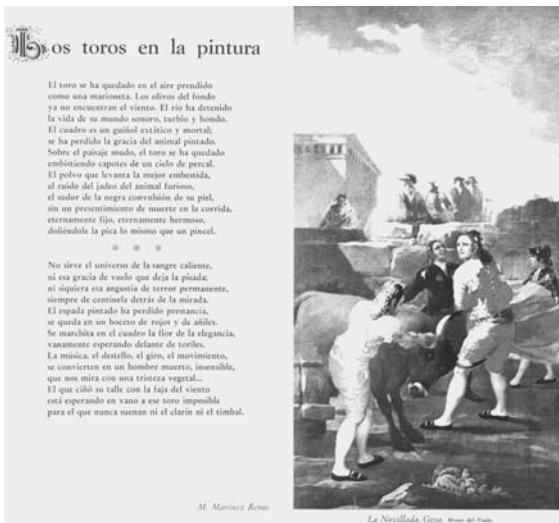 Los toros en la pintura
El toro se ha quedado en el aire prendido
como una marioneta. Los olivos del fondo
ya no encuentran el viento. El río ha detenido
la vida de su mundo sonoro, turbio y hondo.
El cuadro es un guiñol extático y mortal;
se ha perdido la gracia del animal pintado.
Sobre el paisaje mudo, el toro se ha quedado
embistiendo capotes de un cielo de percal.
El polvo que levanta la mejor embestida,
el ruido del jadeo del animal furioso,
el sudor de la negra convulsión de su piel,
sin un presentimiento de muerte en la corrida,
eternamente fijo, eternamente hermoso,
doliéndole la pica lo mismo que un pincel.
* * *
No sirve el universo de la sangre caliente,
ni esa gracia de vuelo que deja la pisada;
ni siquiera esa angustia de terror permanente,
siempre de centinela detrás de la mirada.
El espada pintado ha perdido prestancia,
se queda en un boceto de rojos y de añiles.
Se marchita en el cuadro la flor de la elegancia,
vanamente esperando delante de toriles.
La música, el destello, el giro, el movimiento,
se convierten en un hombre muerto, insensible,
que nos mira con una tristeza vegetal...
El que ciñó su talle con la faja del viento
está esperando en vano a ese toro imposible
para el que nunca suenan ni el clarín ni el timbal.
M. Martínez Remis
La Novillada. Goya. Museo del Prado